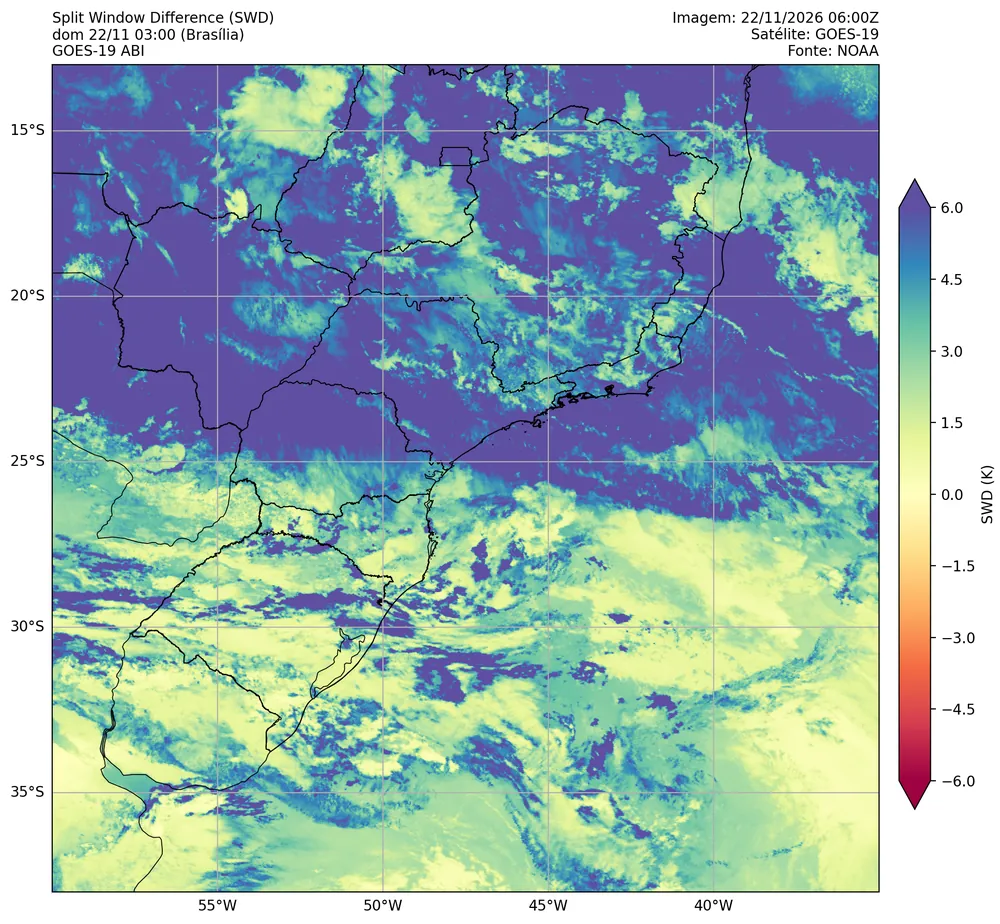 Split Window Difference (SWD)
dom 22/11 03:00 (Brasília)
GOES-19 ABI
Imagem: 22/11/2026 06:00Z
Satélite: GOES-19
Fonte: NOAA
15°S
20°S
25°S
30°S
35°S
55°W
50°W
45°W
40°W
6.0
4.5
3.0
1.5
0.0
−1.5
−3.0
−4.5
−6.0
SWD (K)